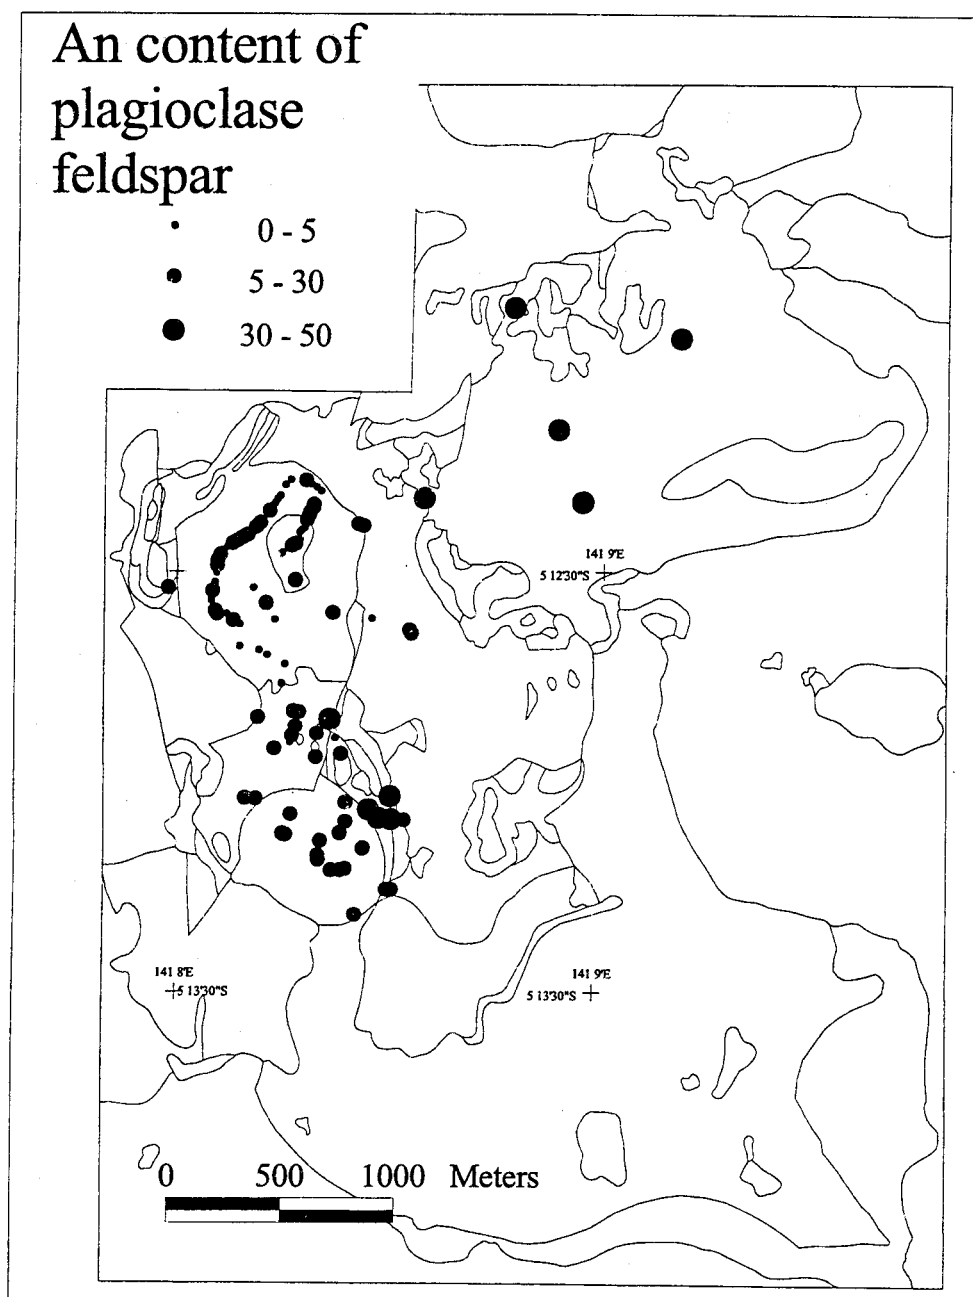 An content of
plagioclase
feldspar
0 - 5
5 - 30
30 - 50
141 9'E
5 12'30"S
141 8'E
5 13'30"S
141 9'E
5 13'30"S
0 500 1000 Meters